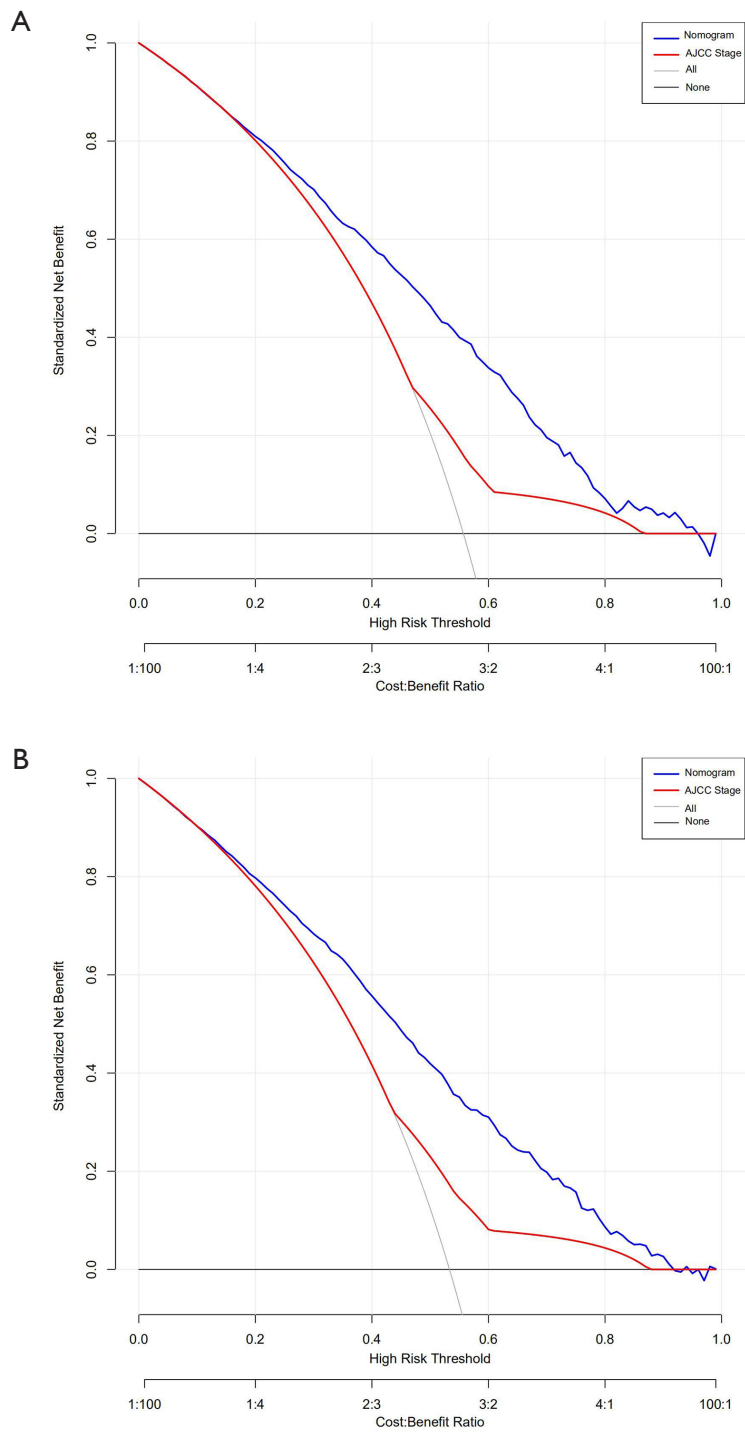 A
Nomogram
AJCC Stage
All
None
Standardized Net Benefit
1.0
0.8
0.6
0.4
0.2
0.0
0.0 0.2 0.4 0.6 0.8 1.0
High Risk Threshold
1:100 1:4 2:3 3:2 4:1 100:1
Cost:Benefit Ratio
B
Nomogram
AJCC Stage
All
None
Standardized Net Benefit
1.0
0.8
0.6
0.4
0.2
0.0
0.0 0.2 0.4 0.6 0.8 1.0
High Risk Threshold
1:100 1:4 2:3 3:2 4:1 100:1
Cost:Benefit Ratio